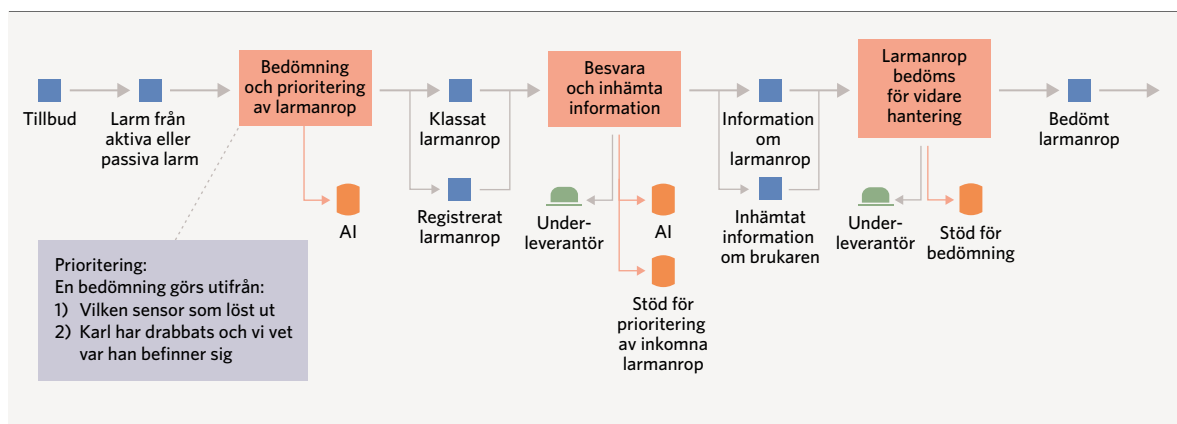 Tillbud
Larm från
aktiva eller
passiva larm
Bedömning
och prioritering
av larmanrop
AI
Klassat
larmanrop
Registrerat
larmanrop
Besvara
och inhämta
information
Under-
leverantör
AI
Stöd för
prioritering
av inkomna
larmanrop
Information
om
larmanrop
Inhämtat
information
om brukaren
Larmanrop
bedöms
för vidare
hantering
Under-
leverantör
Stöd för
bedömning
Bedömt
larmanrop
Prioritering:
En bedömning görs utifrån:
1) Vilken sensor som löst ut
2) Karl har drabbats och vi vet
var han befinner sig